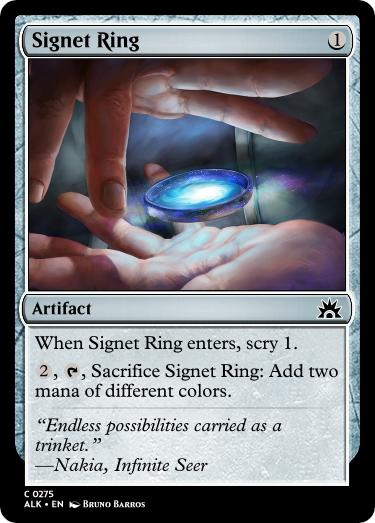 Signet Ring 1
Artifact
When Signet Ring enters, scry 1.
2, , Sacrifice Signet Ring: Add two
mana of different colors.
“Endless possibilities carried as a
trinket.”
—Nakia, Infinite Seer
C 0275
ALK • EN Bruno Barros